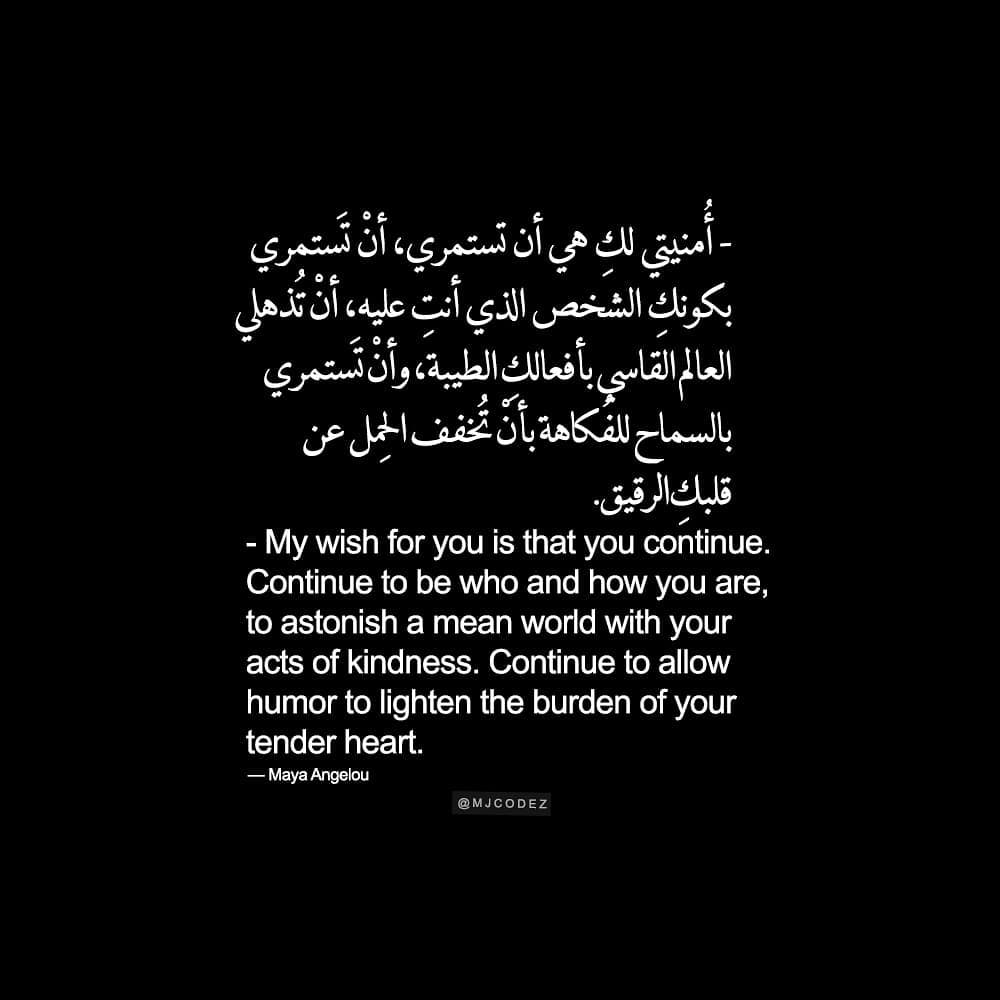 - أُمنيتي لكِ هي أن تستمري، أنْ تَستمري
بكونكِ الشخص الذي أنتِ عليه، أنْ تُذهلي
العالم القاسي بأفعالكِ الطيبة، وأنْ تَستمري
بالسماح للفُكاهة بأنْ تُخفف الحِمل عن
قلبكِ الرقيق.
- My wish for you is that you continue.
Continue to be who and how you are,
to astonish a mean world with your
acts of kindness. Continue to allow
humor to lighten the burden of your
tender heart.
— Maya Angelou
@MJCODEZ